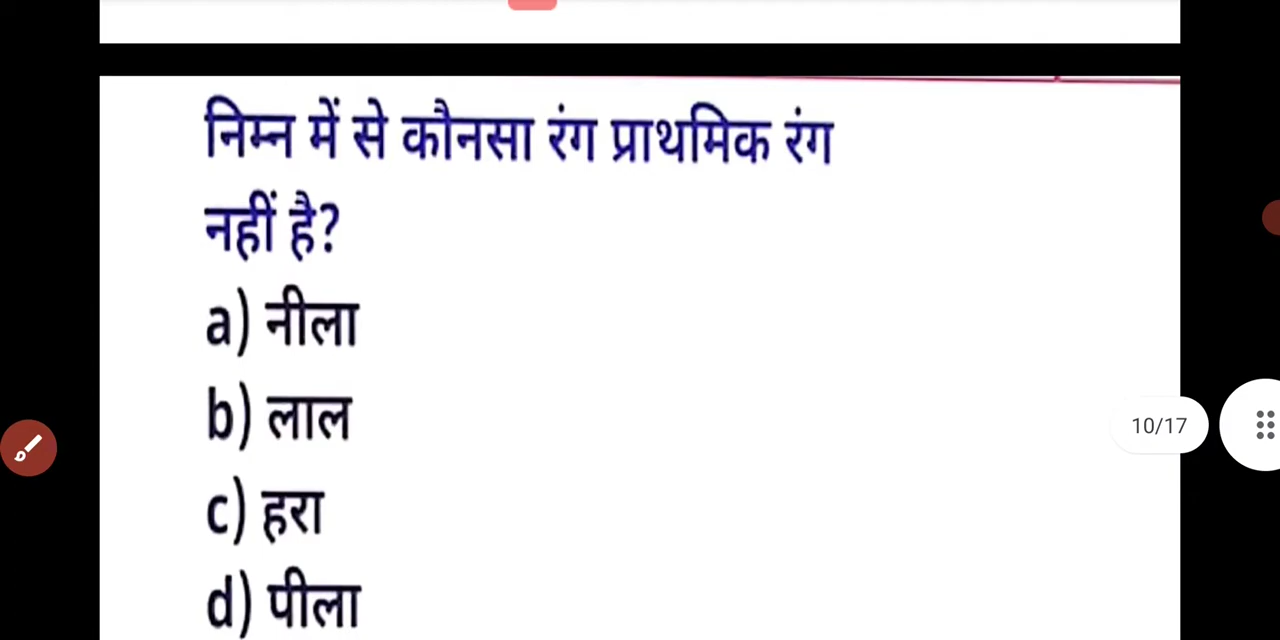 निम्न में से कौनसा रंग प्राथमिक रंग
नहीं है?
a) नीला
b) लाल
c) हरा
10/17
d) पीला